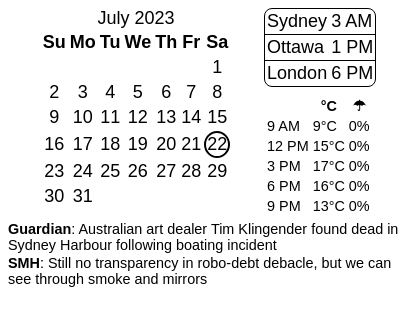 July 2023
Su Mo Tu We Th Fr Sa
1
2 3 4 5 6 7 8
9 10 11 12 13 14 15
16 17 18 19 20 21 22
23 24 25 26 27 28 29
30 31
Sydney 3 AM
Ottawa 1 PM
London 6 PM
°C ☂
9 AM 9°C 0%
12 PM 15°C 0%
3 PM 17°C 0%
6 PM 16°C 0%
9 PM 13°C 0%
Guardian: Australian art dealer Tim Klingender found dead in
Sydney Harbour following boating incident
SMH: Still no transparency in robo-debt debacle, but we can
see through smoke and mirrors